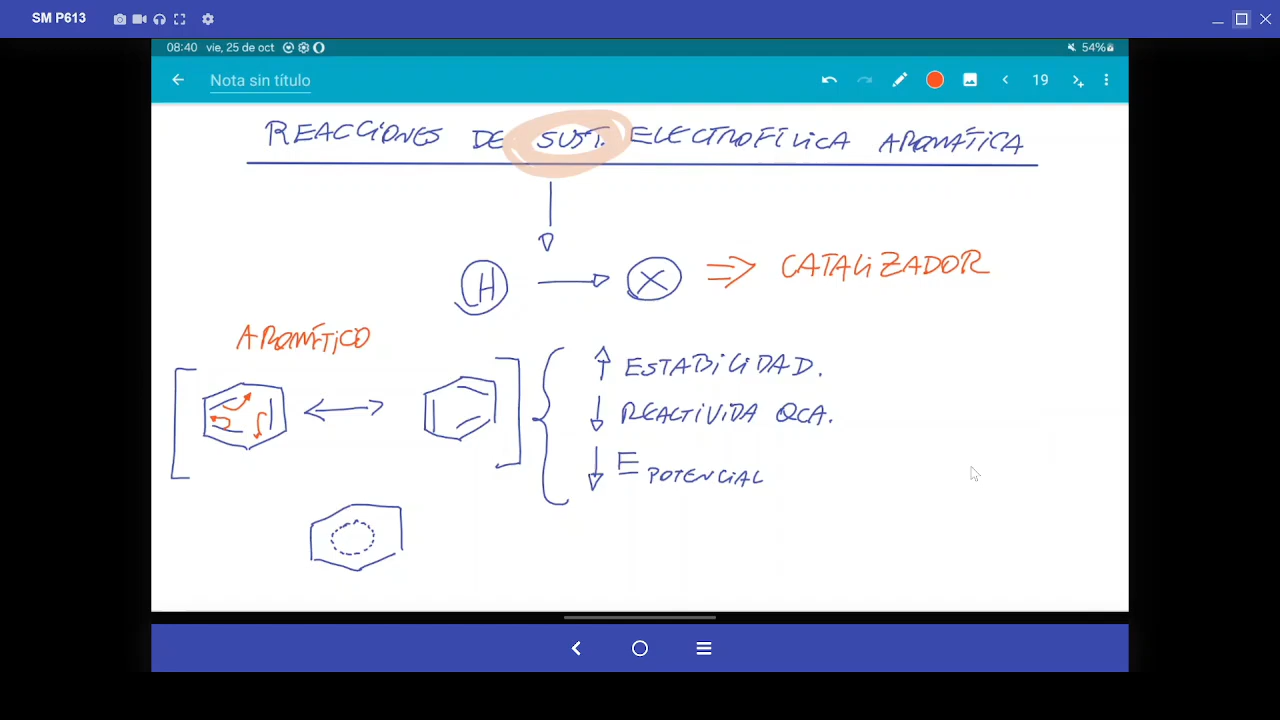 SM P613
08:40 vie, 25 de oct 54%
Nota sin título 19
REACCIONES DE SUST. ELECTROFÍLICA AROMÁTICA
H X ⇒ CATALIZADOR
AROMÁTICO
↑ ESTABILIDAD.
↓ REACTIVIDA QCA.
↓ E POTENCIAL